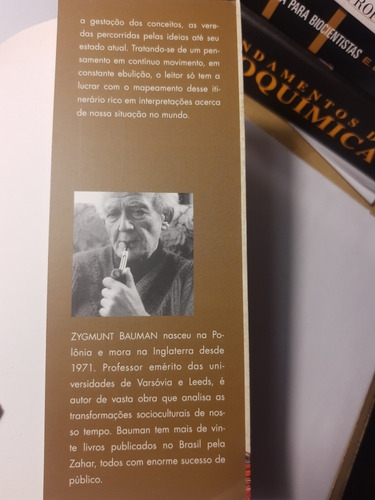 a gestação dos conceitos, as vere-
das percorridas pelas ideias até seu
estado atual. Tratando-se de um pen-
samento em contínuo movimento, em
constante ebulição, o leitor só tem a
lucrar com o mapeamento desse iti-
nerário rico em interpretações acerca
de nossa situação no mundo.
ZYGMUNT BAUMAN nasceu na Po-
lônia e mora na Inglaterra desde
1971. Professor emérito das uni-
versidades de Varsóvia e Leeds, é
autor de vasta obra que analisa as
transformações socioculturais de nos-
so tempo. Bauman tem mais de vin-
te livros publicados no Brasil pela
Zahar, todos com enorme sucesso de
público.
PARA BIOCIENTISTAS
NDAMENTOS D
OQUÍMICA